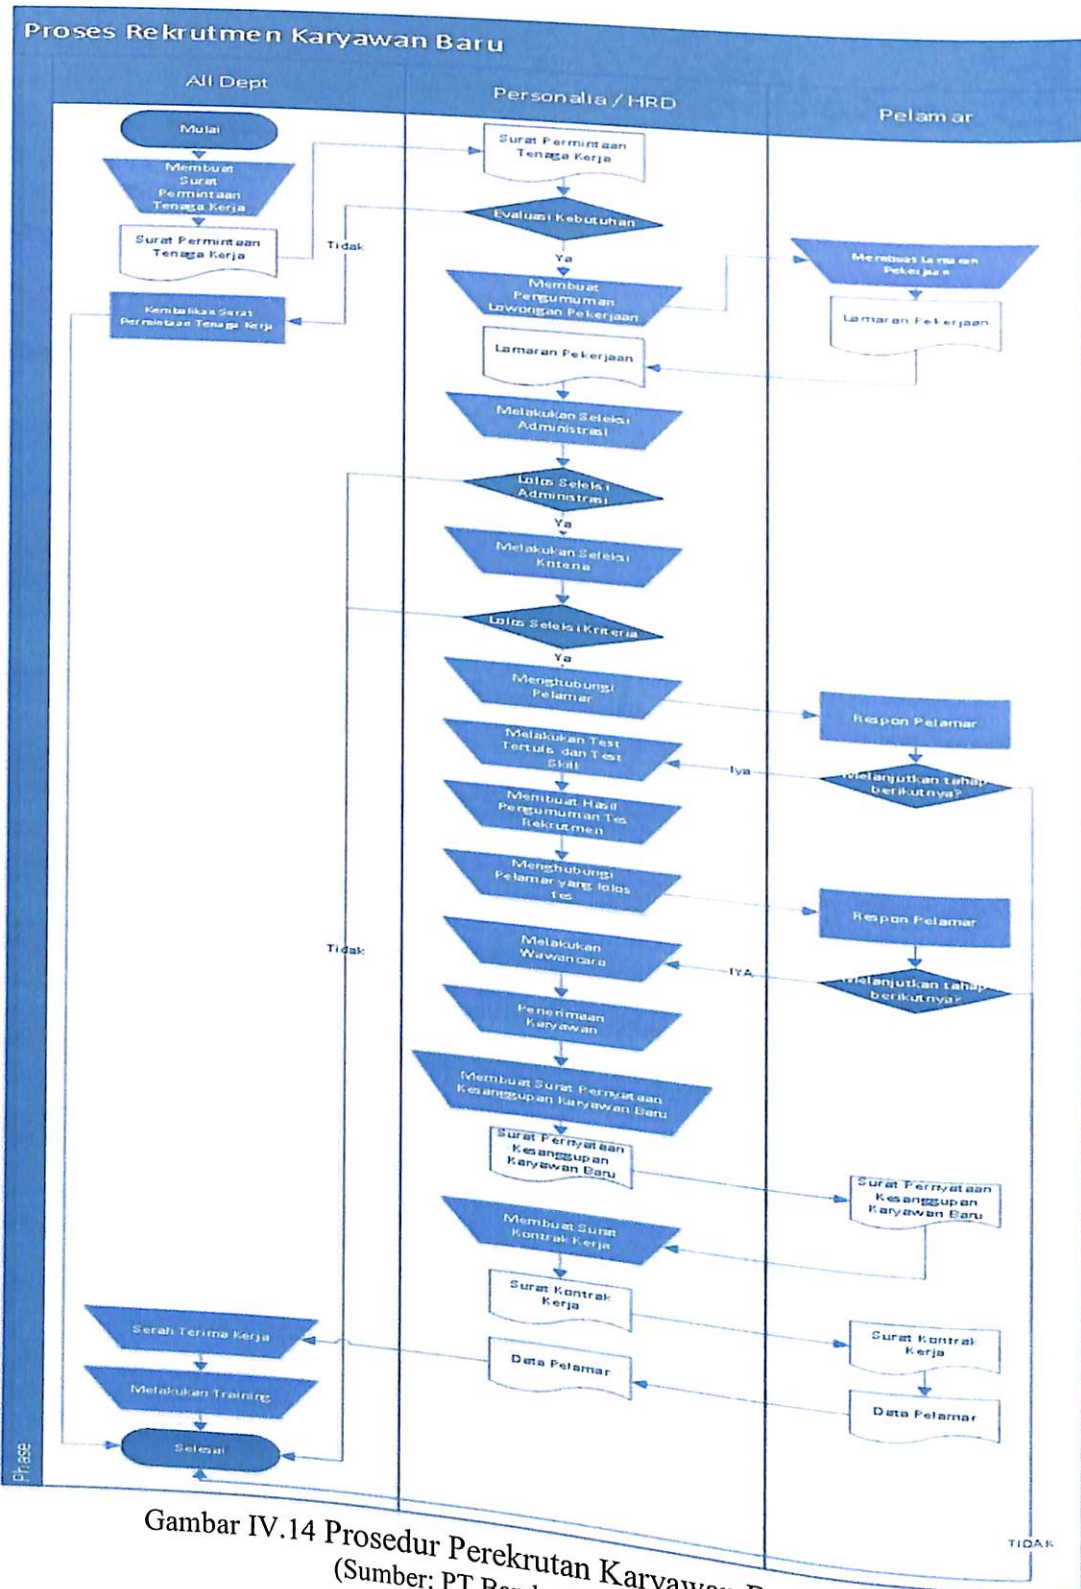 Proses Rekrutmen Karyawan Baru
All Dept
Personalia / HRD
Pelamar
Mulai
Membuat
Surat
Permintaan
Tenaga Kerja
Surat Permintaan
Tenaga Kerja
Kembalikan Surat
Permintaan Tenaga Kerja
Tidak
Surat Permintaan
Tenaga Kerja
Evaluasi Kebutuhan
Ya
Membuat
Pengumuman
Lowongan Pekerjaan
Membuat Lamaran
Pekerjaan
Lamaran Pekerjaan
Lamaran Pekerjaan
Melakukan Seleksi
Administrasi
Lolos Seleksi
Administrasi
Ya
Melakukan Seleksi
Kriteria
Lolos Seleksi Kriteria
Ya
Menghubungi
Pelamar
Respon Pelamar
Melanjutkan tahap
berikutnya?
Iya
Melakukan Test
Tertulis dan Test
Skill
Membuat Hasil
Pengumuman Tes
Rekrutmen
Menghubungi
Pelamar yang lolos
tes
Respon Pelamar
Melanjutkan tahap
berikutnya?
IYA
Tidak
Melakukan
Wawancara
Penerimaan
Karyawan
Membuat Surat Pernyataan
Kesanggupan Karyawan Baru
Surat Pernyataan
Kesanggupan
Karyawan Baru
Surat Pernyataan
Kesanggupan
Karyawan Baru
Membuat Surat
Kontrak Kerja
Surat Kontrak
Kerja
Surat Kontrak
Kerja
Data Pelamar
Data Pelamar
Serah Terima Kerja
Melakukan Training
Selesai
TIDAK
Phase
Gambar IV.14 Prosedur Perekrutan Karyawan
(Sumber: PT